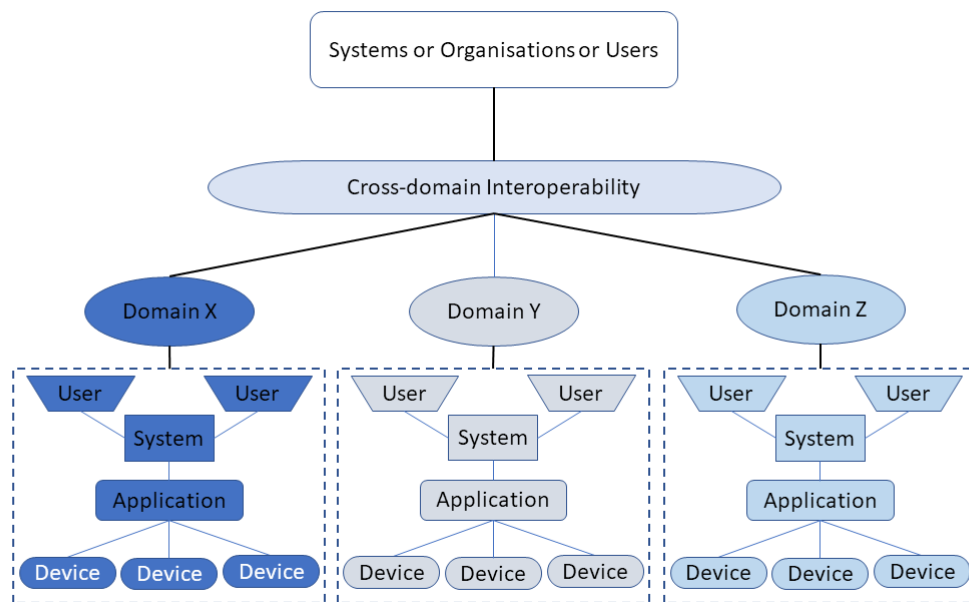 Systems or Organisations or Users
Cross-domain Interoperability
Domain X
Domain Y
Domain Z
User
User
System
Application
Device
Device
Device
User
User
System
Application
Device
Device
Device
User
User
System
Application
Device
Device
Device